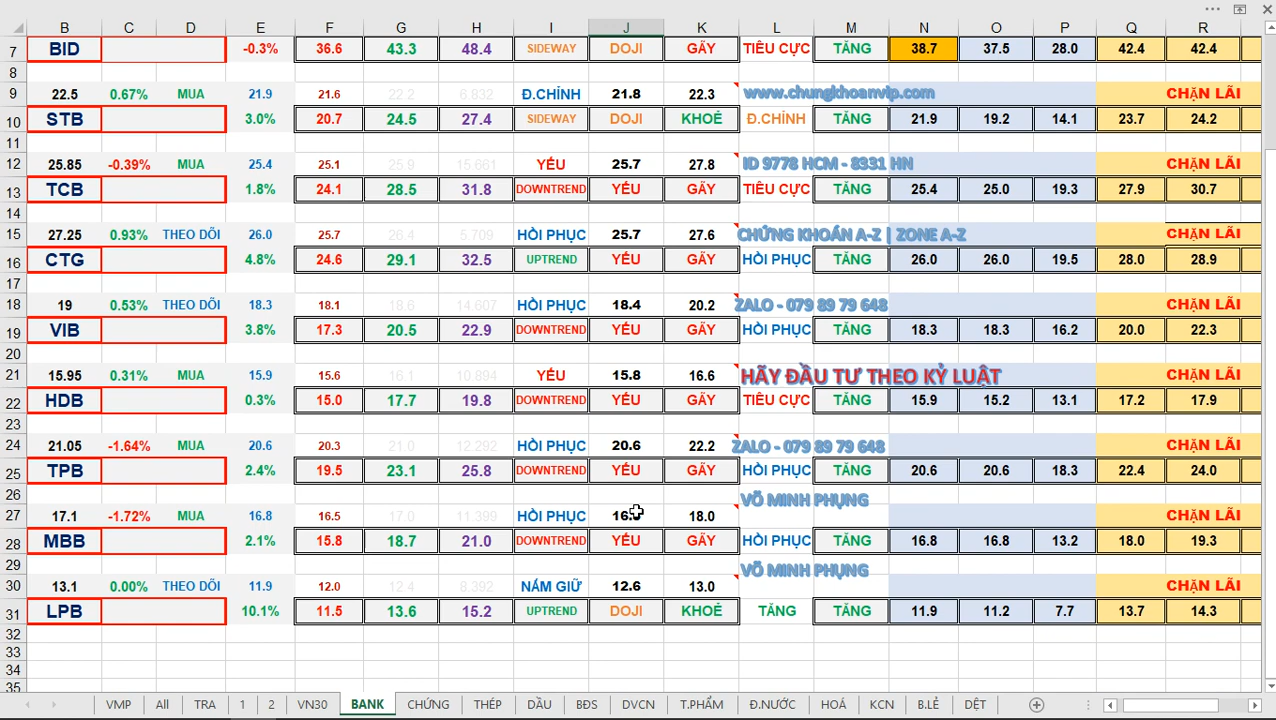 B C D E F G H I J K L M N O P Q R
7 BID -0.3% 36.6 43.3 48.4 SIDEWAY DOJI GÃY TIÊU CỰC TĂNG 38.7 37.5 28.0 42.4 42.4
8
9 22.5 0.67% MUA 21.9 21.6 22.2 6.832 Đ.CHỈNH 21.8 22.3 www.chungkhoanvip.com CHẶN LÃI
10 STB 3.0% 20.7 24.5 27.4 SIDEWAY DOJI KHOẺ Đ.CHỈNH TĂNG 21.9 19.2 14.1 23.7 24.2
11
12 25.85 -0.39% MUA 25.4 25.1 25.9 15.661 YẾU 25.7 27.8 ID 9778 HCM - 8331 HN CHẶN LÃI
13 TCB 1.8% 24.1 28.5 31.8 DOWNTREND YẾU GÃY TIÊU CỰC TĂNG 25.4 25.0 19.3 27.9 30.7
14
15 27.25 0.93% THEO DÕI 26.0 25.7 26.4 5.709 HỒI PHỤC 25.7 27.6 CHỨNG KHOÁN A-Z | ZONE A-Z CHẶN LÃI
16 CTG 4.8% 24.6 29.1 32.5 UPTREND YẾU GÃY HỒI PHỤC TĂNG 26.0 26.0 19.5 28.0 28.9
17
18 19 0.53% THEO DÕI 18.3 18.1 18.6 14.607 HỒI PHỤC 18.4 20.2 ZALO - 079 89 79 648 CHẶN LÃI
19 VIB 3.8% 17.3 20.5 22.9 DOWNTREND YẾU GÃY HỒI PHỤC TĂNG 18.3 18.3 16.2 20.0 22.3
20
21 15.95 0.31% MUA 15.9 15.6 16.1 10.894 YẾU 15.8 16.6 HÃY ĐẦU TƯ THEO KỶ LUẬT CHẶN LÃI
22 HDB 0.3% 15.0 17.7 19.8 DOWNTREND YẾU GÃY TIÊU CỰC TĂNG 15.9 15.2 13.1 17.2 17.9
23
24 21.05 -1.64% MUA 20.6 20.3 21.0 12.292 HỒI PHỤC 20.6 22.2 ZALO - 079 89 79 648 CHẶN LÃI
25 TPB 2.4% 19.5 23.1 25.8 DOWNTREND YẾU GÃY HỒI PHỤC TĂNG 20.6 20.6 18.3 22.4 24.0
26 VÕ MINH PHỤNG
27 17.1 -1.72% MUA 16.8 16.5 17.0 11.399 HỒI PHỤC 18.0 CHẶN LÃI
28 MBB 2.1% 15.8 18.7 21.0 DOWNTREND YẾU GÃY HỒI PHỤC TĂNG 16.8 16.8 13.2 18.0 19.3
29 VÕ MINH PHỤNG
30 13.1 0.00% THEO DÕI 11.9 12.0 12.4 8.392 NẮM GIỮ 12.6 13.0 CHẶN LÃI
31 LPB 10.1% 11.5 13.6 15.2 UPTREND DOJI KHOẺ TĂNG TĂNG 11.9 11.2 7.7 13.7 14.3
32
33
34
35
VMP All TRA 1 2 VN30 BANK CHỨNG THÉP DẦU BĐS DVCN T.PHẨM Đ.NƯỚC HOÁ KCN B.LẺ DỆT